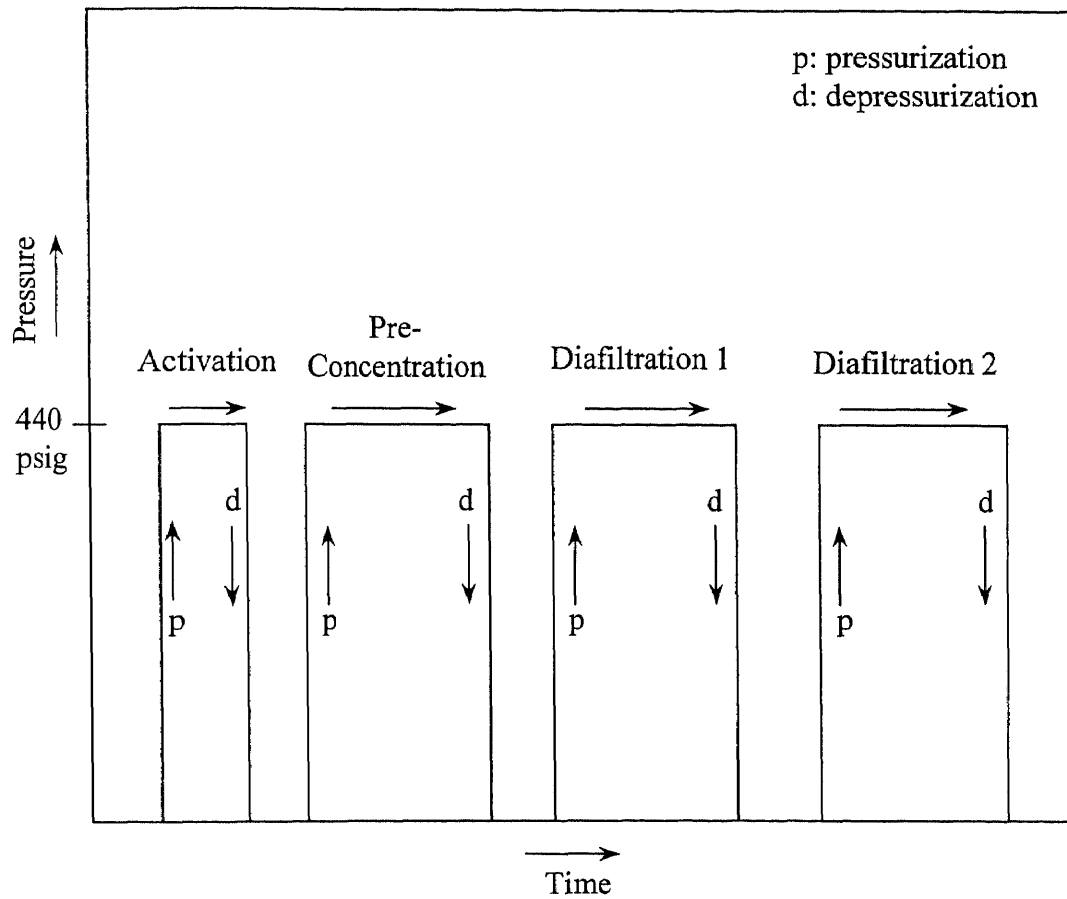 p: pressurization
d: depressurization
Pressure
Activation
Pre-
Concentration
Diafiltration 1
Diafiltration 2
440
psig
d
d
d
d
p
p
p
p
Time